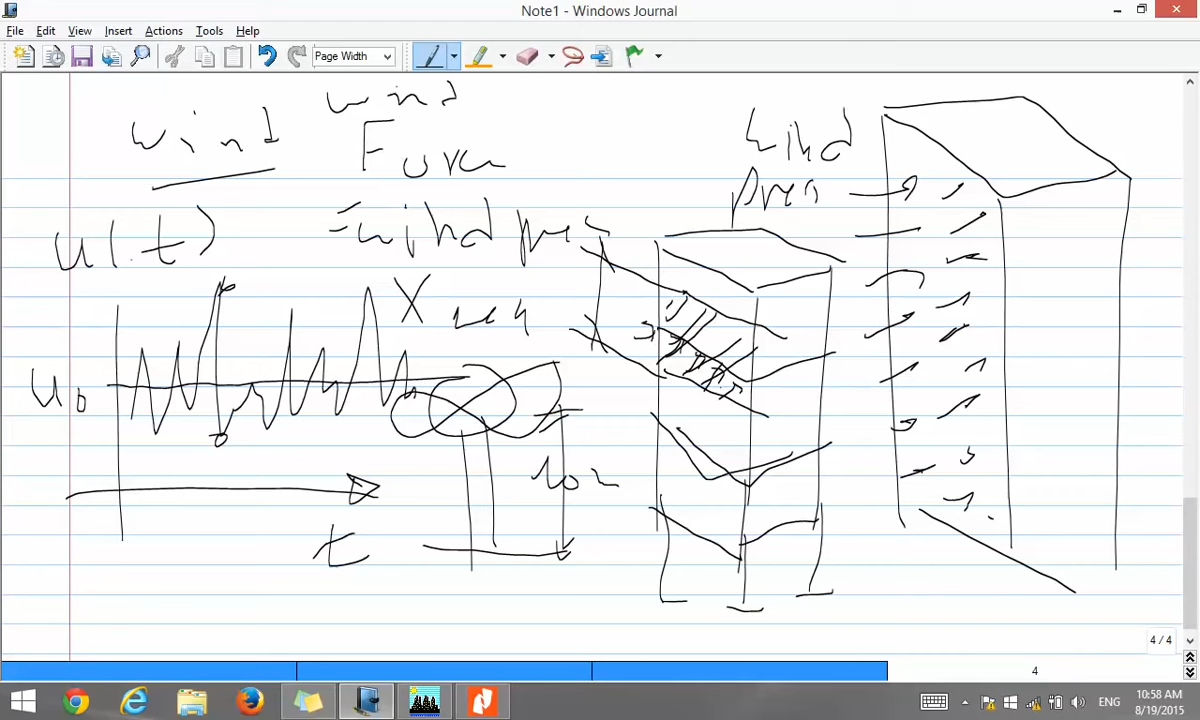 Note1 - Windows Journal
File Edit View Insert Actions Tools Help
Page Width
wind
wind
Force
u(t)
= wind pres
X
wind
pres
u0
10m
t
4 / 4
4
ENG
10:58 AM
8/19/2015